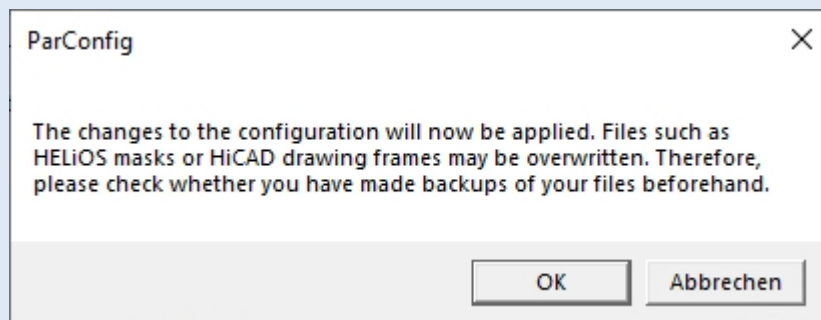 ParConfig
The changes to the configuration will now be applied. Files such as
HELiOS masks or HiCAD drawing frames may be overwritten. Therefore,
please check whether you have made backups of your files beforehand.
OK
Abbrechen